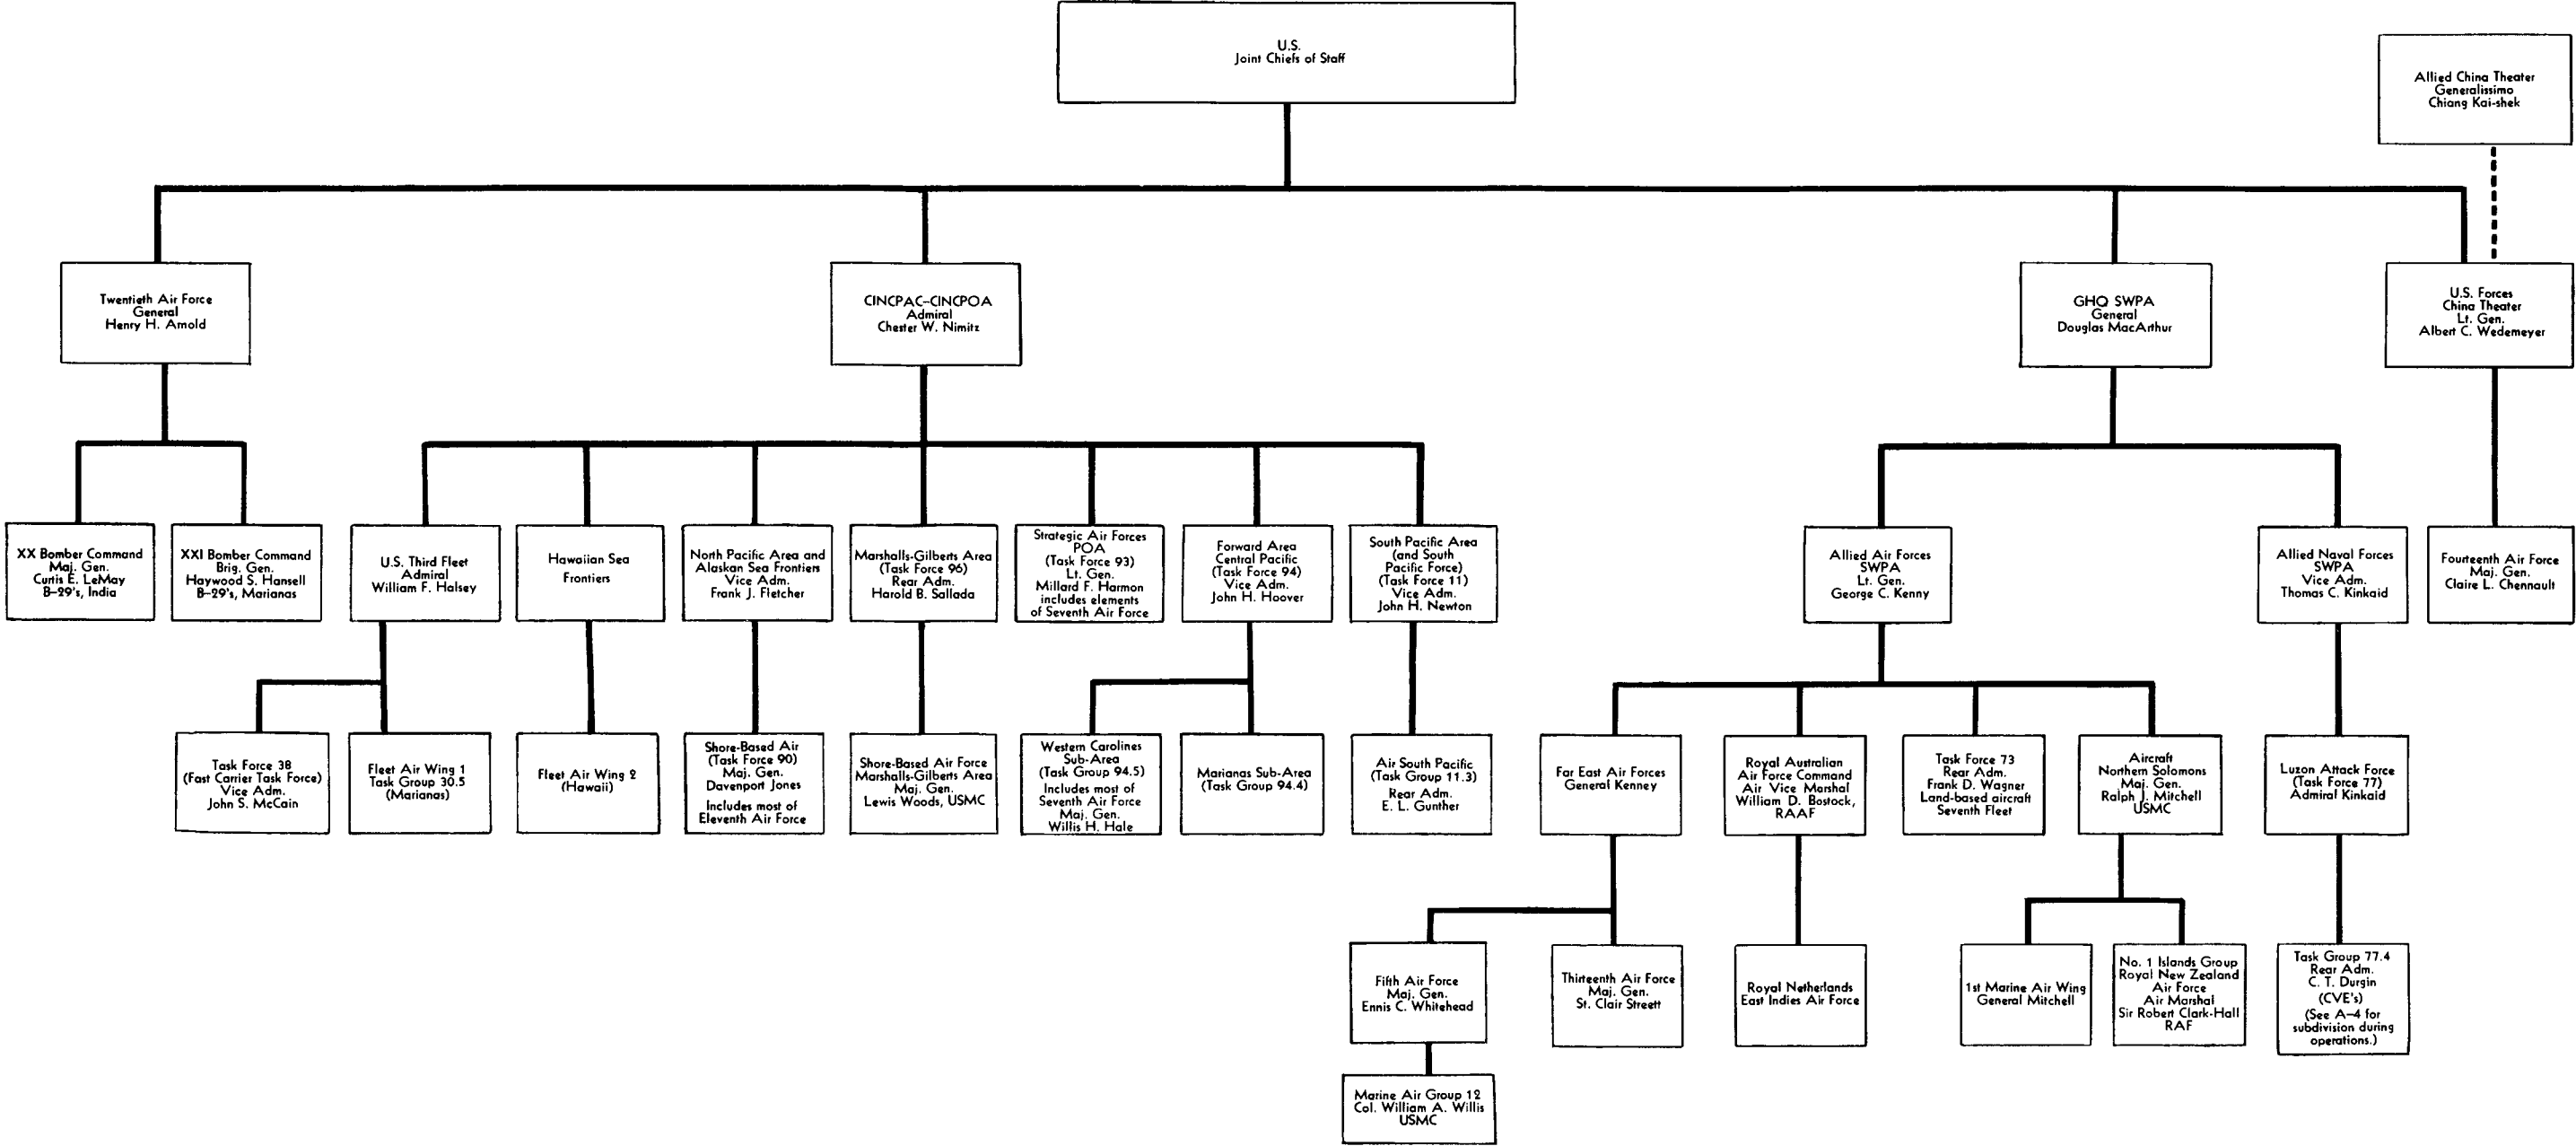 U.S.
Joint Chiefs of Staff
Allied China Theater
Generalissimo
Chiang Kai-shek
Twentieth Air Force
General
Henry H. Arnold
CINCPAC–CINCPOA
Admiral
Chester W. Nimitz
GHQ SWPA
General
Douglas MacArthur
U.S. Forces
China Theater
Lt. Gen.
Albert C. Wedemeyer
XX Bomber Command
Maj. Gen.
Curtis E. LeMay
B–29's, India
XXI Bomber Command
Brig. Gen.
Haywood S. Hansell
B–29's, Marianas
U.S. Third Fleet
Admiral
William F. Halsey
Hawaiian Sea
Frontiers
North Pacific Area and
Alaskan Sea Frontiers
Vice Adm.
Frank J. Fletcher
Marshalls-Gilberts Area
(Task Force 96)
Rear Adm.
Harold B. Sallada
Strategic Air Forces
POA
(Task Force 93)
Lt. Gen.
Millard F. Harmon
includes elements
of Seventh Air Force
Forward Area
Central Pacific
(Task Force 94)
Vice Adm.
John H. Hoover
South Pacific Area
(and South
Pacific Force)
(Task Force 11)
Vice Adm.
John H. Newton
Allied Air Forces
SWPA
Lt. Gen.
George C. Kenny
Allied Naval Forces
SWPA
Vice Adm.
Thomas C. Kinkaid
Fourteenth Air Force
Maj. Gen.
Claire L. Chennault
Task Force 38
(Fast Carrier Task Force)
Vice Adm.
John S. McCain
Fleet Air Wing 1
Task Group 30.5
(Marianas)
Fleet Air Wing 2
(Hawaii)
Shore-Based Air
(Task Force 90)
Maj. Gen.
Davenport Jones
Includes most of
Eleventh Air Force
Shore-Based Air Force
Marshalls-Gilberts Area
Maj. Gen.
Lewis Woods, USMC
Western Carolines
Sub-Area
(Task Group 94.5)
Includes most of
Seventh Air Force
Maj. Gen.
Willis H. Hale
Marianas Sub-Area
(Task Group 94.4)
Air South Pacific
(Task Group 11.3)
Rear Adm.
E. L. Gunther
Far East Air Forces
General Kenney
Royal Australian
Air Force Command
Air Vice Marshal
William D. Bostock,
RAAF
Task Force 73
Rear Adm.
Frank D. Wagner
Land-based aircraft
Seventh Fleet
Aircraft
Northern Solomons
Maj. Gen.
Ralph J. Mitchell
USMC
Luzon Attack Force
(Task Force 77)
Admiral Kinkaid
Fifth Air Force
Maj. Gen.
Ennis C. Whitehead
Thirteenth Air Force
Maj. Gen.
St. Clair Streett
Royal Netherlands
East Indies Air Force
1st Marine Air Wing
General Mitchell
No. 1 Islands Group
Royal New Zealand
Air Force
Air Marshal
Sir Robert Clark-Hall
RAF
Task Group 77.4
Rear Adm.
C. T. Durgin
(CVE's)
(See A–4 for
subdivision during
operations.)
Marine Air Group 12
Col. William A. Willis
USMC